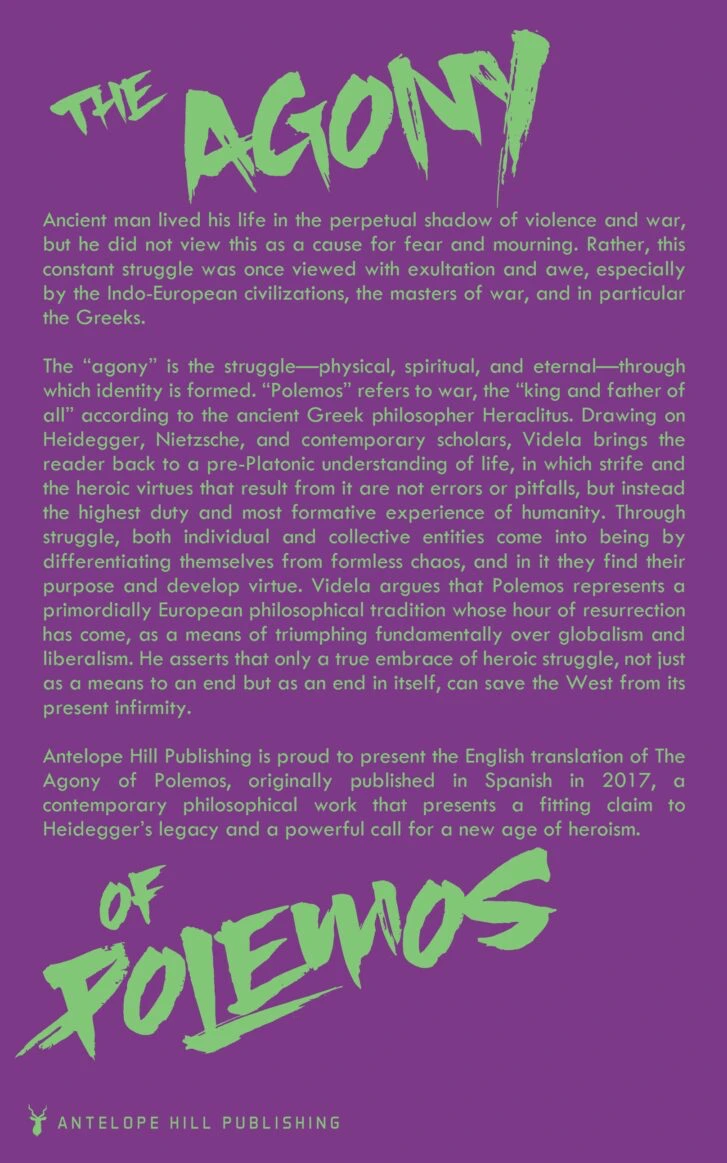 THE AGONY
Ancient man lived his life in the perpetual shadow of violence and war,
but he did not view this as a cause for fear and mourning. Rather, this
constant struggle was once viewed with exultation and awe, especially
by the Indo-European civilizations, the masters of war, and in particular
the Greeks.
The “agony” is the struggle—physical, spiritual, and eternal—through
which identity is formed. “Polemos” refers to war, the “king and father of
all” according to the ancient Greek philosopher Heraclitus. Drawing on
Heidegger, Nietzsche, and contemporary scholars, Videla brings the
reader back to a pre-Platonic understanding of life, in which strife and
the heroic virtues that result from it are not errors or pitfalls, but instead
the highest duty and most formative experience of humanity. Through
struggle, both individual and collective entities come into being by
differentiating themselves from formless chaos, and in it they find their
purpose and develop virtue. Videla argues that Polemos represents a
primordially European philosophical tradition whose hour of resurrection
has come, as a means of triumphing fundamentally over globalism and
liberalism. He asserts that only a true embrace of heroic struggle, not just
as a means to an end but as an end in itself, can save the West from its
present infirmity.
Antelope Hill Publishing is proud to present the English translation of The
Agony of Polemos, originally published in Spanish in 2017, a
contemporary philosophical work that presents a fitting claim to
Heidegger’s legacy and a powerful call for a new age of heroism.
OF
POLEMOS
ANTELOPE HILL PUBLISHING